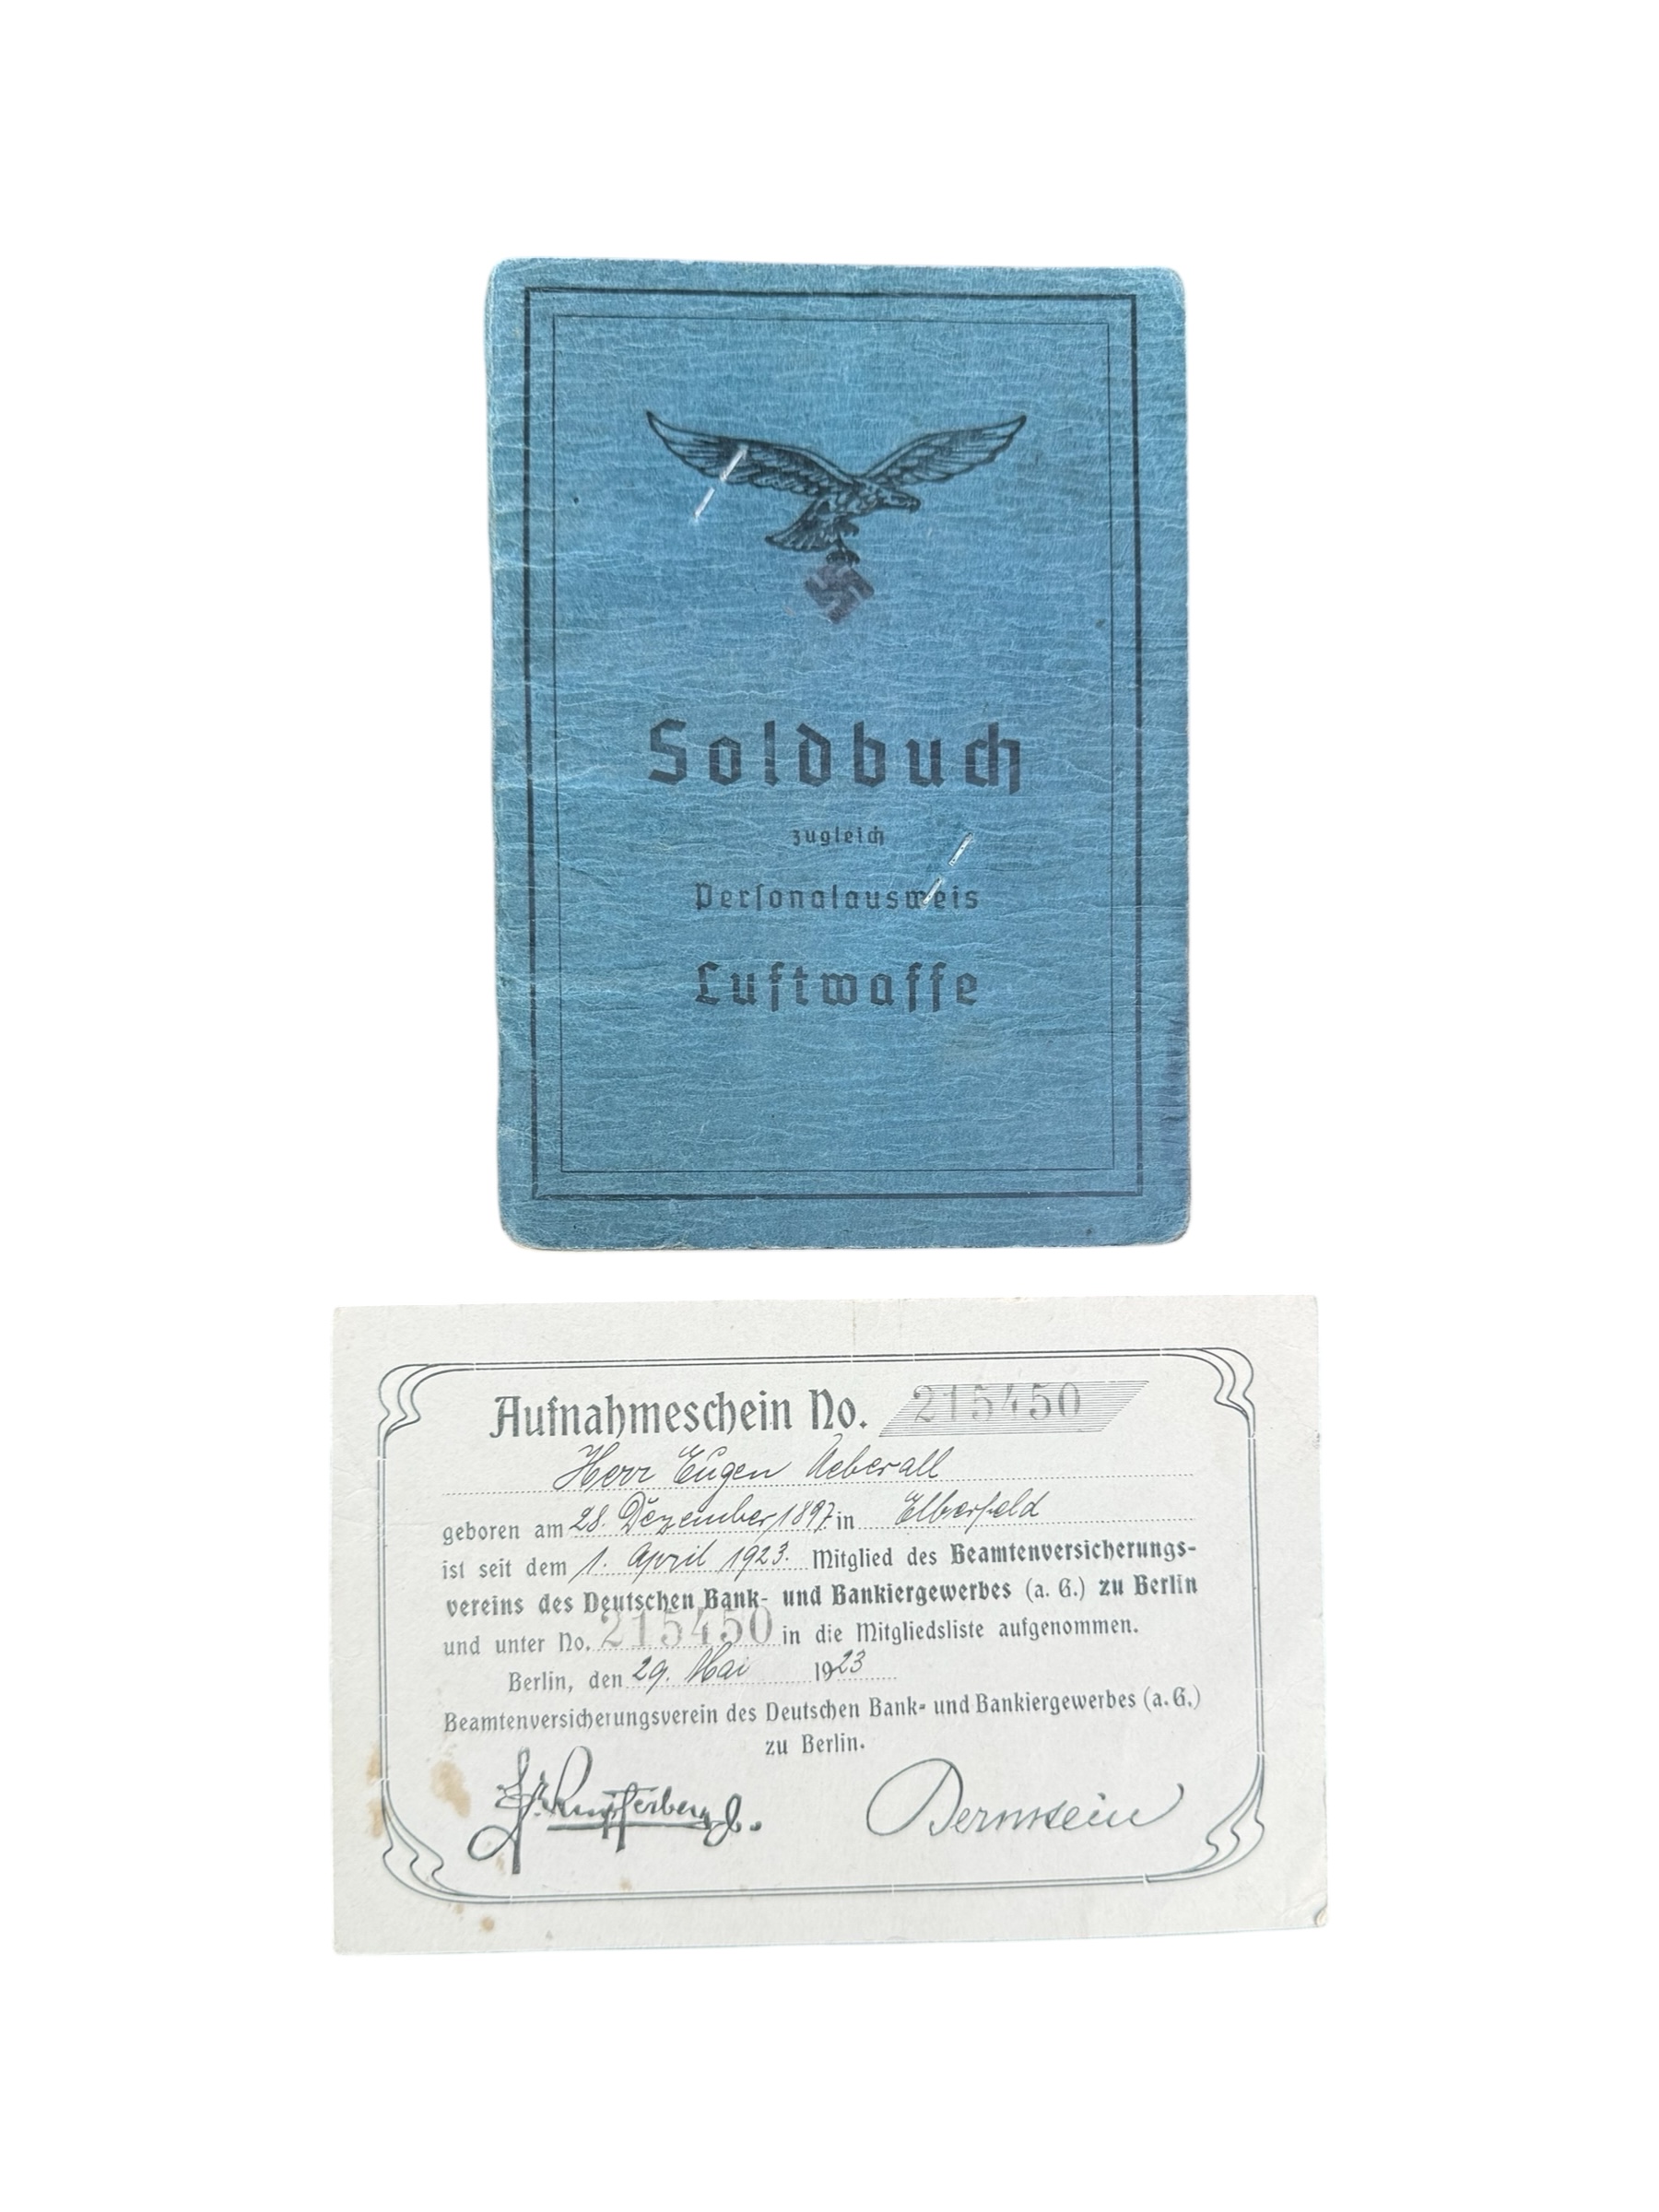 Soldbuch
zugleich
Personalausweis
Luftwaffe
Aufnahmeschein No. 215450
Herr Eugen Ueberall
geboren am 28. Dezember 1897 in Elberfeld
ist seit dem 1. April 1923. Mitglied des Beamtenversicherungs-
vereins des Deutschen Bank- und Bankiergewerbes (a. G.) zu Berlin
und unter No. 215450 in die Mitgliedsliste aufgenommen.
Berlin, den 29. Mai 1923
Beamtenversicherungsverein des Deutschen Bank- und Bankiergewerbes (a. G.)
zu Berlin.
Bernstein